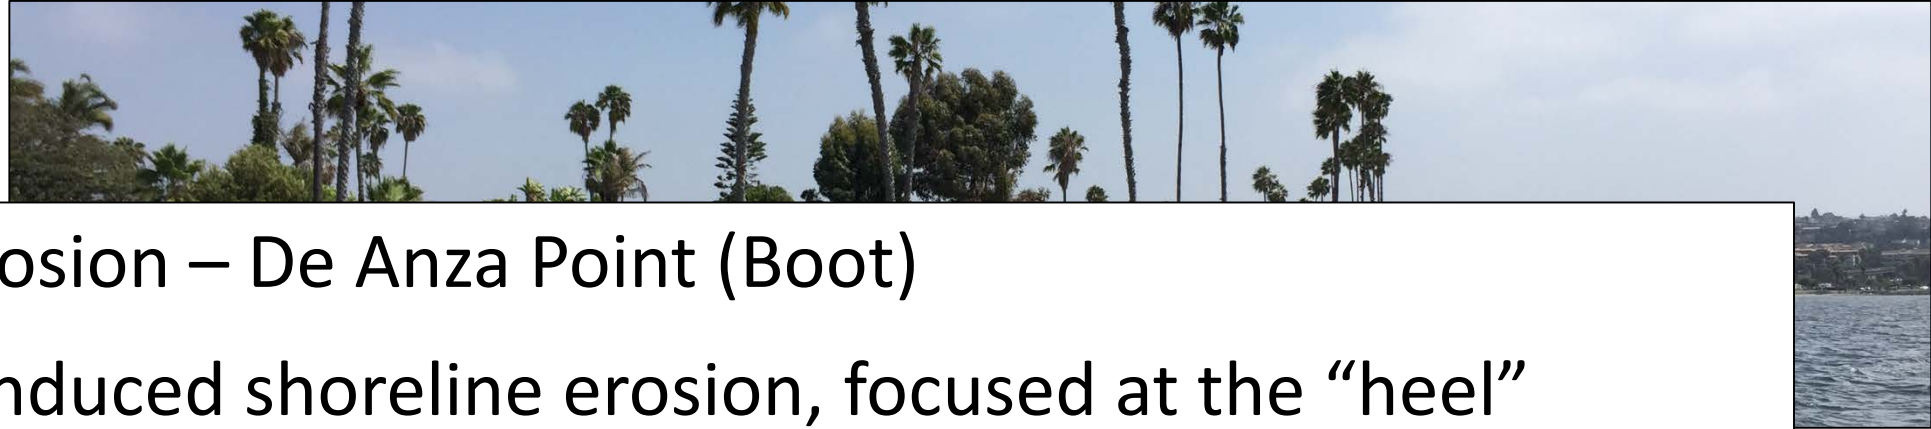 osion – De Anza Point (Boot)
nduced shoreline erosion, focused at the “heel”